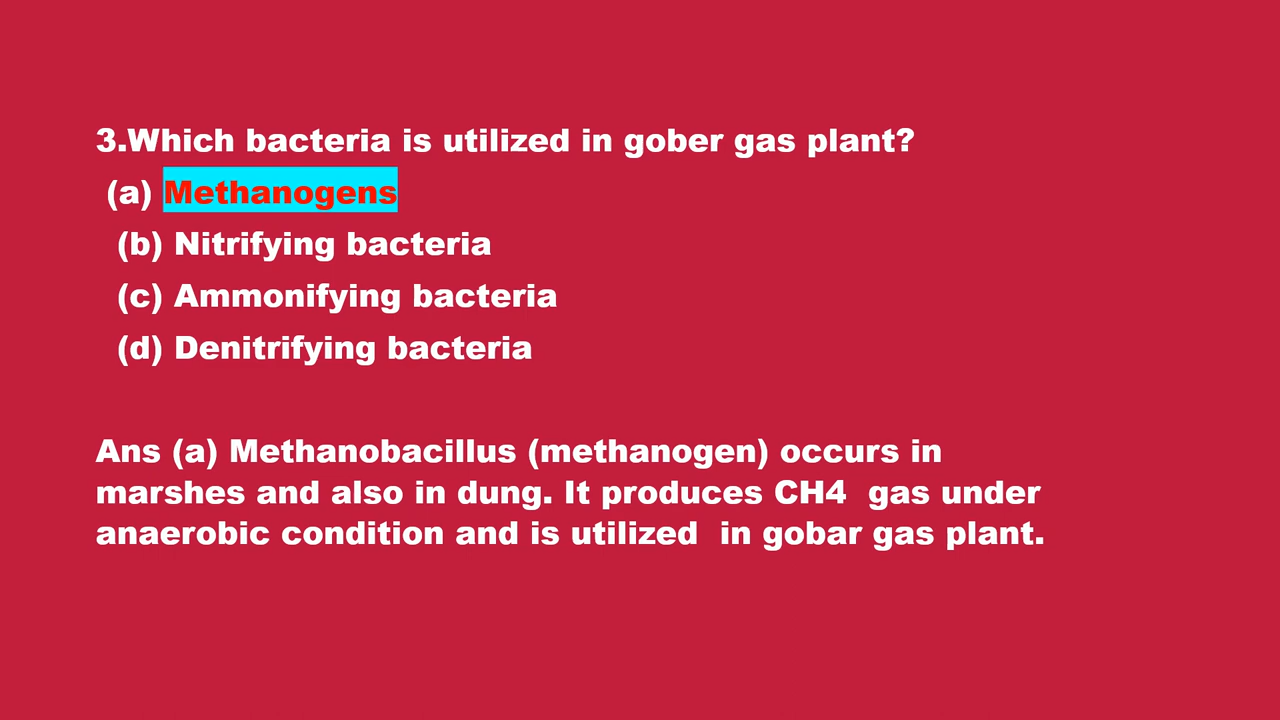 3.Which bacteria is utilized in gober gas plant?
(a) Methanogens
(b) Nitrifying bacteria
(c) Ammonifying bacteria
(d) Denitrifying bacteria
Ans (a) Methanobacillus (methanogen) occurs in
marshes and also in dung. It produces CH4  gas under
anaerobic condition and is utilized  in gobar gas plant.